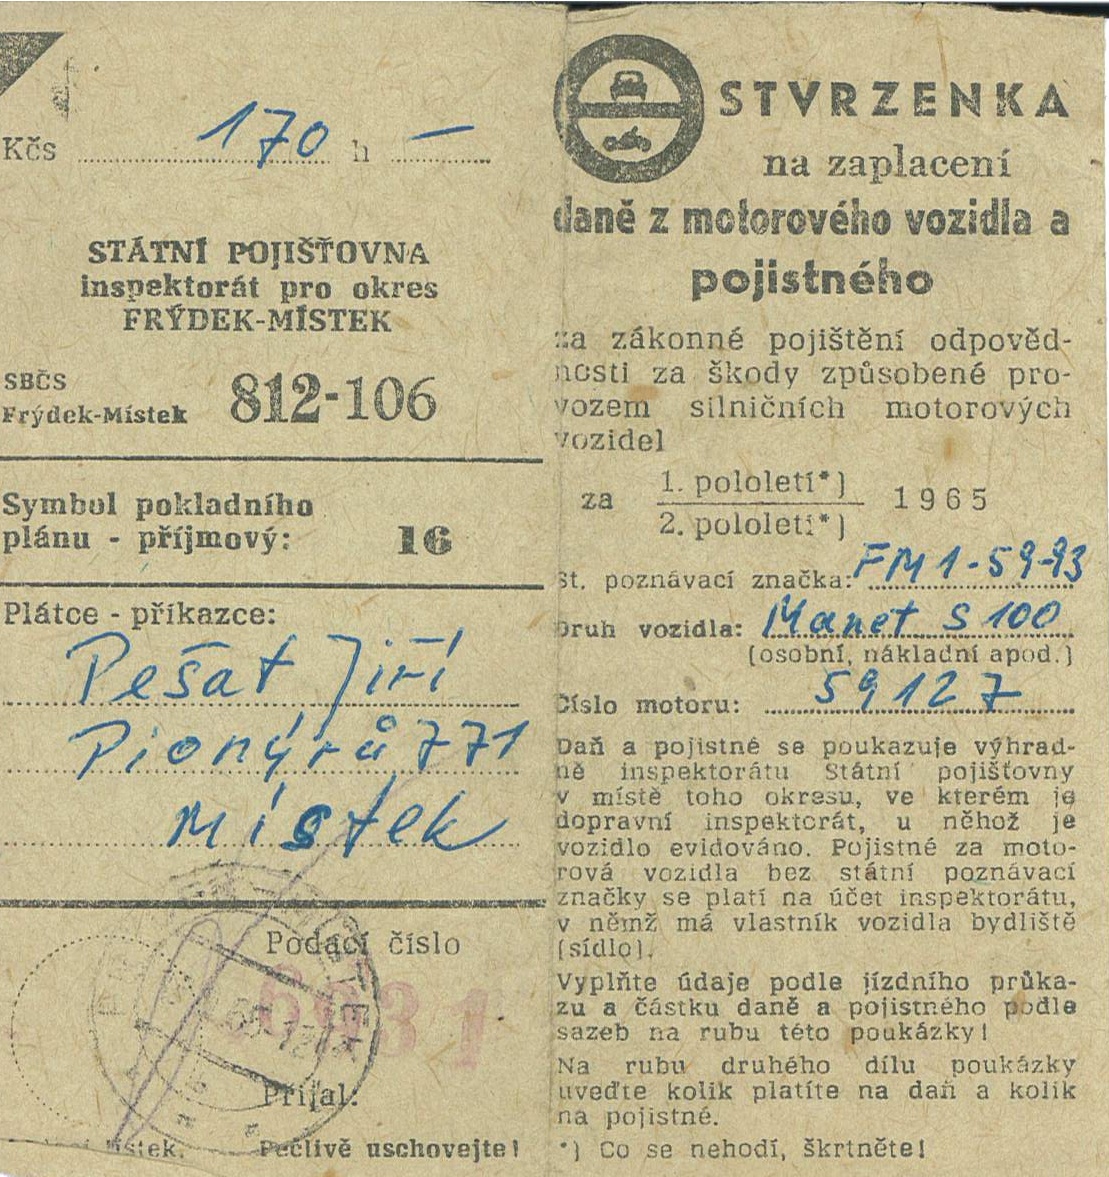 Kčs 170 h —
STÁTNÍ POJIŠŤOVNA
inspektorát pro okres
FRÝDEK-MÍSTEK
SBČS
Frýdek-Místek 812-106
Symbol pokladního
plánu - příjmový: 16
Plátce - příkazce:
Pešat Jiří
Pionýrů 771
Místek
Podací číslo
Přijal:
Pečlivě uschovejte!
STVRZENKA
na zaplacení
daně z motorového vozidla a
pojistného
za zákonné pojištění odpověd-
nosti za škody způsobené pro-
vozem silničních motorových
vozidel
za 1. pololetí*) 1965
2. pololetí*)
St. poznávací značka: FM 1-59-93
Druh vozidla: Manet S 100
(osobní, nákladní apod.)
Číslo motoru: 59127
Daň a pojistné se poukazuje výhrad-
ně inspektorátu Státní pojišťovny
v místě toho okresu, ve kterém je
dopravní inspektorát, u něhož je
vozidlo evidováno. Pojistné za moto-
rová vozidla bez státní poznávací
značky se platí na účet inspektorátu,
v němž má vlastník vozidla bydliště
(sídlo).
Vyplňte údaje podle jízdního průka-
zu a částku daně a pojistného podle
sazeb na rubu této poukázky!
Na rubu druhého dílu poukázky
uveďte kolik platíte na daň a kolik
na pojistné.
*) Co se nehodí, škrtněte!